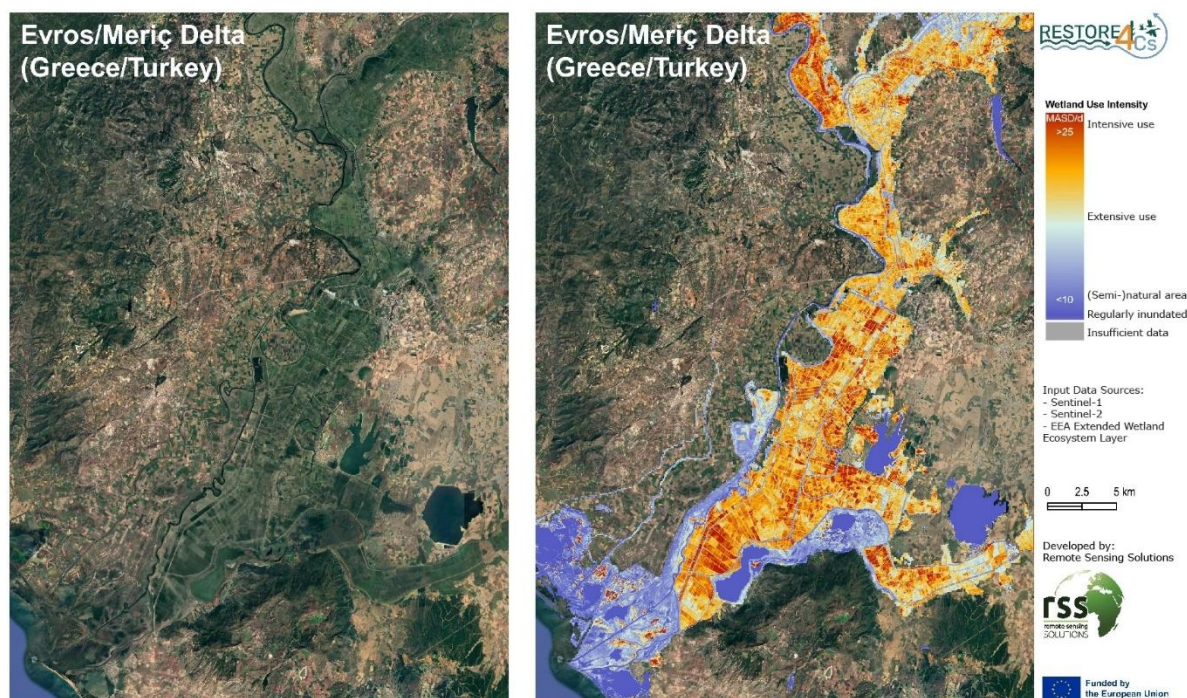 Evros/Meriç Delta
(Greece/Turkey)
Evros/Meriç Delta
(Greece/Turkey)
RESTORE4Cs
Wetland Use Intensity
MASD/d
>25
Intensive use
Extensive use
<10
(Semi-)natural area
Regularly inundated
Insufficient data
Input Data Sources:
- Sentinel-1
- Sentinel-2
- EEA Extended Wetland
Ecosystem Layer
0 2.5 5 km
Developed by:
Remote Sensing Solutions
rss
remote sensing
SOLUTIONS
Funded by
the European Union